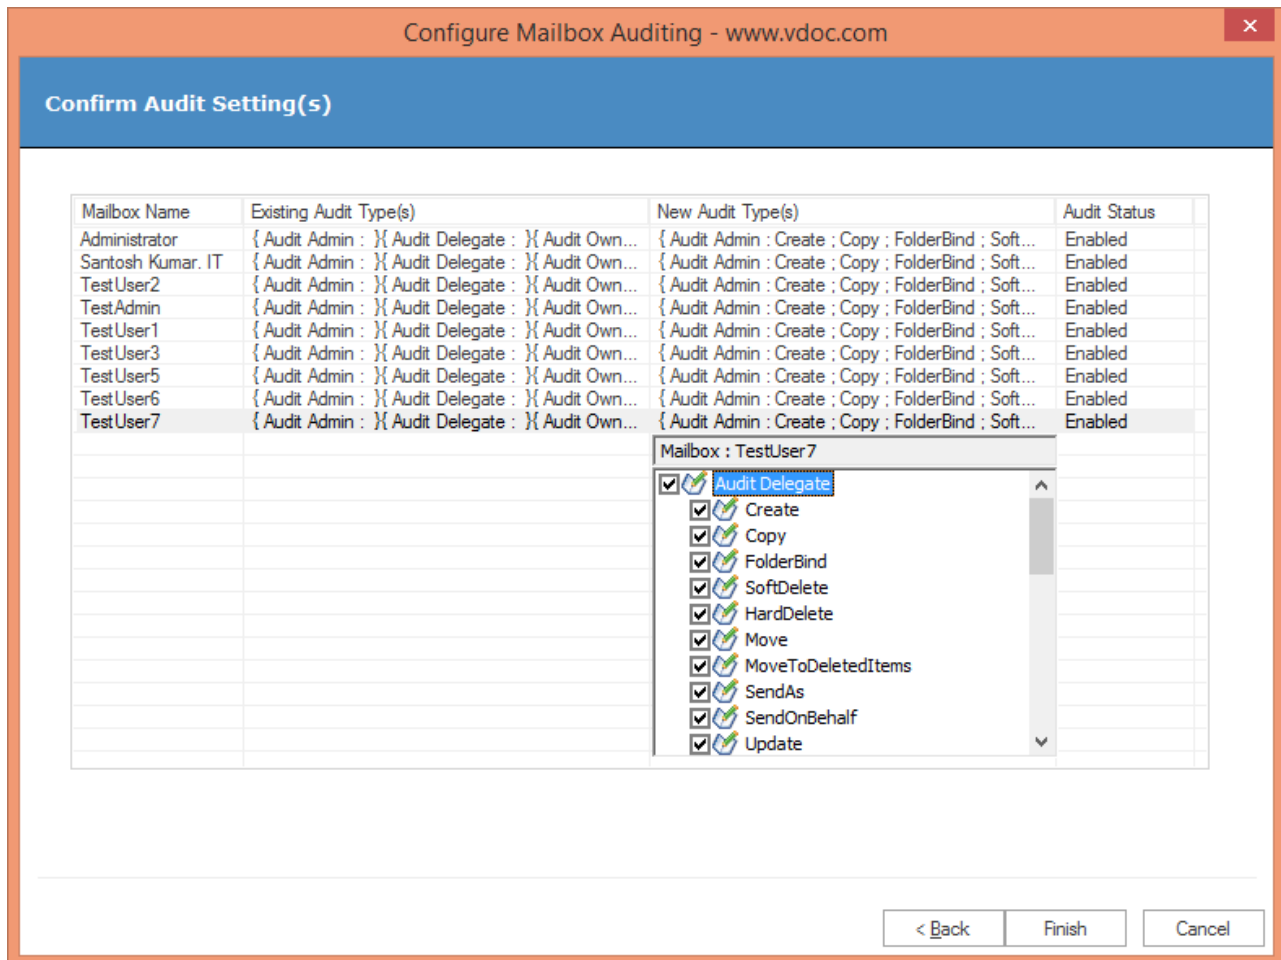 Configure Mailbox Auditing - www.vdoc.com
Confirm Audit Setting(s)
Mailbox Name Existing Audit Type(s) New Audit Type(s) Audit Status
Administrator { Audit Admin : }{ Audit Delegate : }{ Audit Own... { Audit Admin : Create ; Copy ; FolderBind ; Soft... Enabled
Santosh Kumar. IT { Audit Admin : }{ Audit Delegate : }{ Audit Own... { Audit Admin : Create ; Copy ; FolderBind ; Soft... Enabled
TestUser2 { Audit Admin : }{ Audit Delegate : }{ Audit Own... { Audit Admin : Create ; Copy ; FolderBind ; Soft... Enabled
TestAdmin { Audit Admin : }{ Audit Delegate : }{ Audit Own... { Audit Admin : Create ; Copy ; FolderBind ; Soft... Enabled
TestUser1 { Audit Admin : }{ Audit Delegate : }{ Audit Own... { Audit Admin : Create ; Copy ; FolderBind ; Soft... Enabled
TestUser3 { Audit Admin : }{ Audit Delegate : }{ Audit Own... { Audit Admin : Create ; Copy ; FolderBind ; Soft... Enabled
TestUser5 { Audit Admin : }{ Audit Delegate : }{ Audit Own... { Audit Admin : Create ; Copy ; FolderBind ; Soft... Enabled
TestUser6 { Audit Admin : }{ Audit Delegate : }{ Audit Own... { Audit Admin : Create ; Copy ; FolderBind ; Soft... Enabled
TestUser7 { Audit Admin : }{ Audit Delegate : }{ Audit Own... { Audit Admin : Create ; Copy ; FolderBind ; Soft... Enabled
Mailbox : TestUser7
Audit Delegate
Create
Copy
FolderBind
SoftDelete
HardDelete
Move
MoveToDeletedItems
SendAs
SendOnBehalf
Update
< Back Finish Cancel